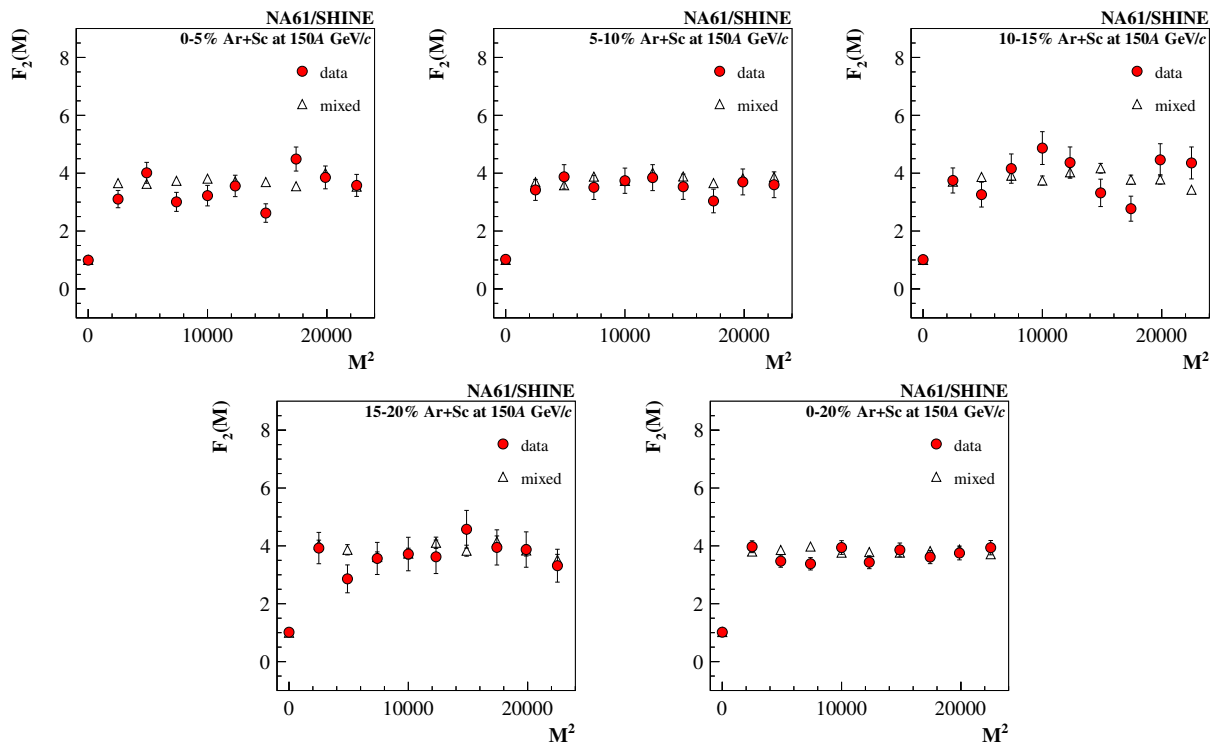 NA61/SHINE
0-5% Ar+Sc at 150A GeV/c
F₂(M)
8
6
4
2
0
data
mixed
0
10000
20000
M²
NA61/SHINE
5-10% Ar+Sc at 150A GeV/c
F₂(M)
8
6
4
2
0
data
mixed
0
10000
20000
M²
NA61/SHINE
10-15% Ar+Sc at 150A GeV/c
F₂(M)
8
6
4
2
0
data
mixed
0
10000
20000
M²
NA61/SHINE
15-20% Ar+Sc at 150A GeV/c
F₂(M)
8
6
4
2
0
data
mixed
0
10000
20000
M²
NA61/SHINE
0-20% Ar+Sc at 150A GeV/c
F₂(M)
8
6
4
2
0
data
mixed
0
10000
20000
M²